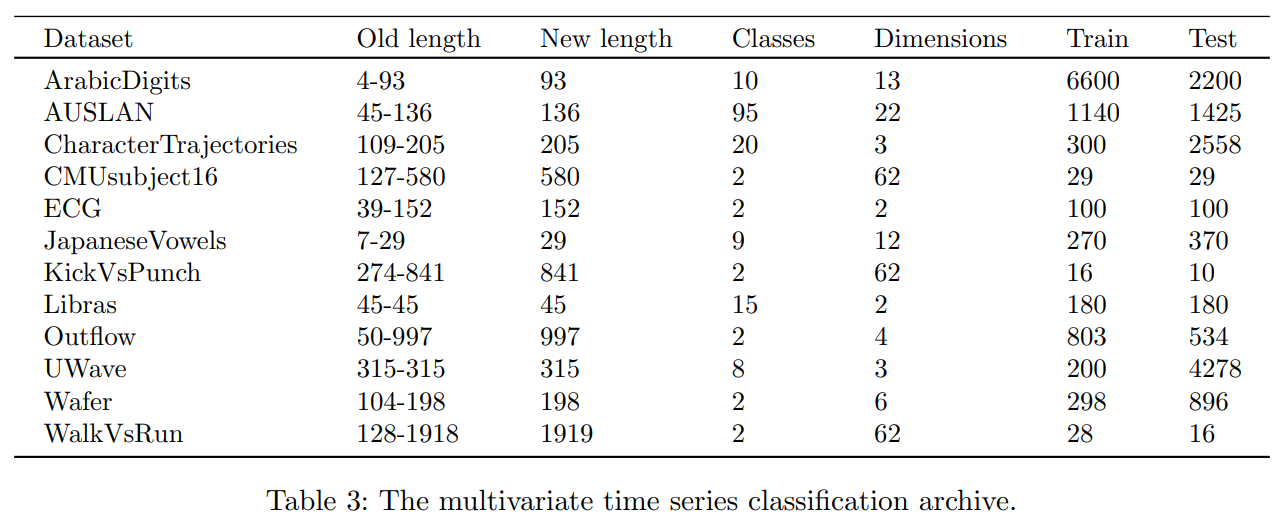 Dataset Old length New length Classes Dimensions Train Test
ArabicDigits 4-93 93 10 13 6600 2200
AUSLAN 45-136 136 95 22 1140 1425
CharacterTrajectories 109-205 205 20 3 300 2558
CMUsubject16 127-580 580 2 62 29 29
ECG 39-152 152 2 2 100 100
JapaneseVowels 7-29 29 9 12 270 370
KickVsPunch 274-841 841 2 62 16 10
Libras 45-45 45 15 2 180 180
Outflow 50-997 997 2 4 803 534
UWave 315-315 315 8 3 200 4278
Wafer 104-198 198 2 6 298 896
WalkVsRun 128-1918 1919 2 62 28 16
Table 3: The multivariate time series classification archive.